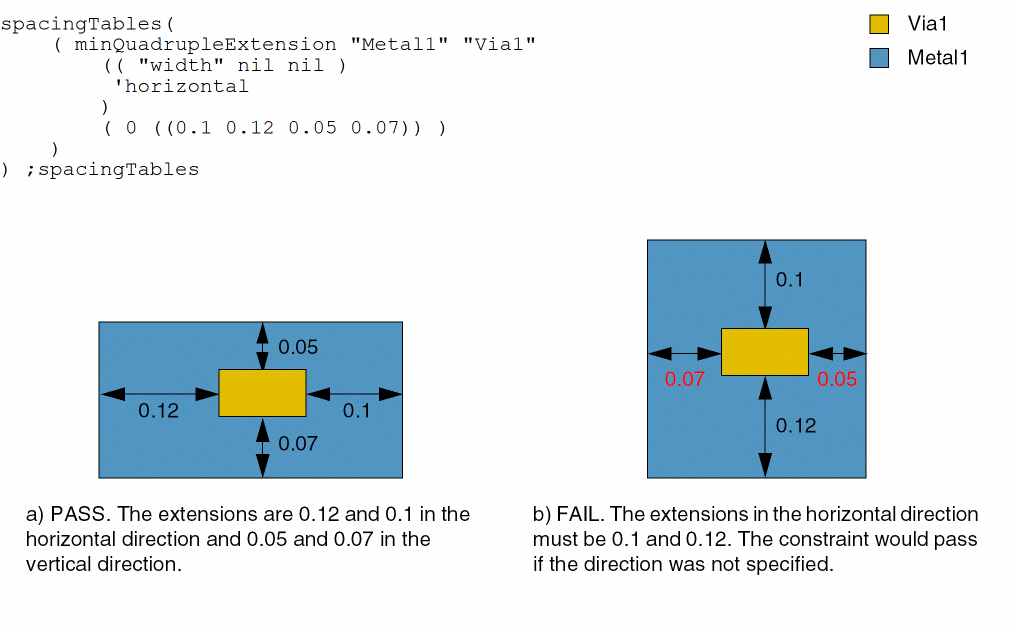 spacingTables(
( minQuadrupleExtension "Metal1" "Via1"
(( "width" nil nil )
'horizontal
)
( 0 ((0.1 0.12 0.05 0.07)) )
)
) ;spacingTables
Via1
Metal1
0.05
0.12
0.1
0.07
0.1
0.07
0.05
0.12
a) PASS. The extensions are 0.12 and 0.1 in the
horizontal direction and 0.05 and 0.07 in the
vertical direction.
b) FAIL. The extensions in the horizontal direction
must be 0.1 and 0.12. The constraint would pass
if the direction was not specified.